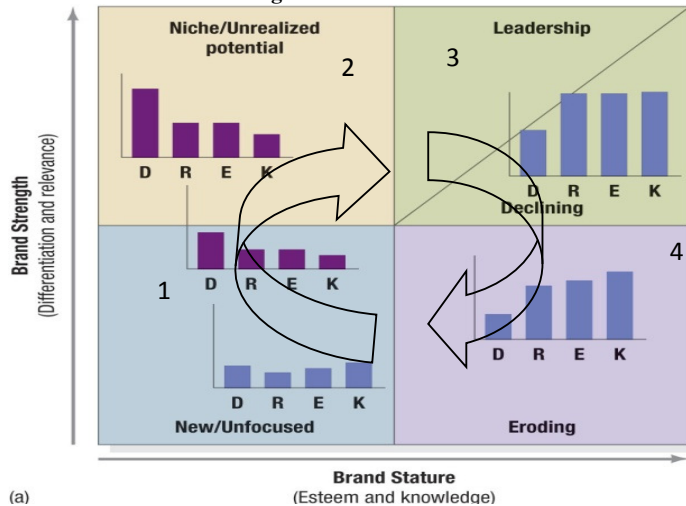 Niche/Unrealized
potential
2
D R E K
Leadership
3
D R E K
Declining
Brand Strength
(Differentiation and relevance)
D R E K
1
D R E K
New/Unfocused
4
D R E K
Eroding
Brand Stature
(Esteem and knowledge)
(a)